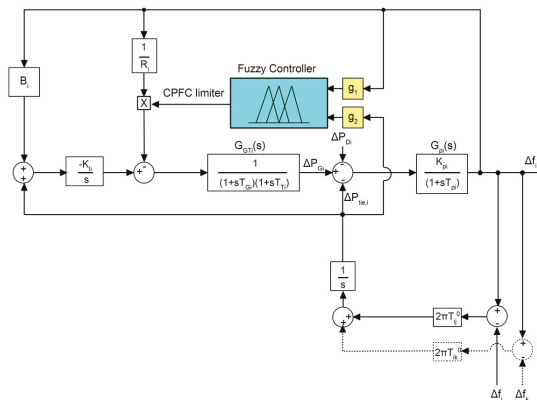 Fuzzy Controller
1
R_i
g_1
B_i
CPFC limiter
X
g_2
ΔP_Di
G_GTi(s)
G_pi(s)
+
+
-K_Ii
s
+
-
1
(1+sT_Gi)(1+sT_Ti)
ΔP_Gi
+
-
-
K_pi
(1+sT_pi)
Δf_i
ΔP_tie,i
1
s
+
+
2πT_ij^0
+
-
2πT_ik^0
+
-
Δf_j
Δf_k